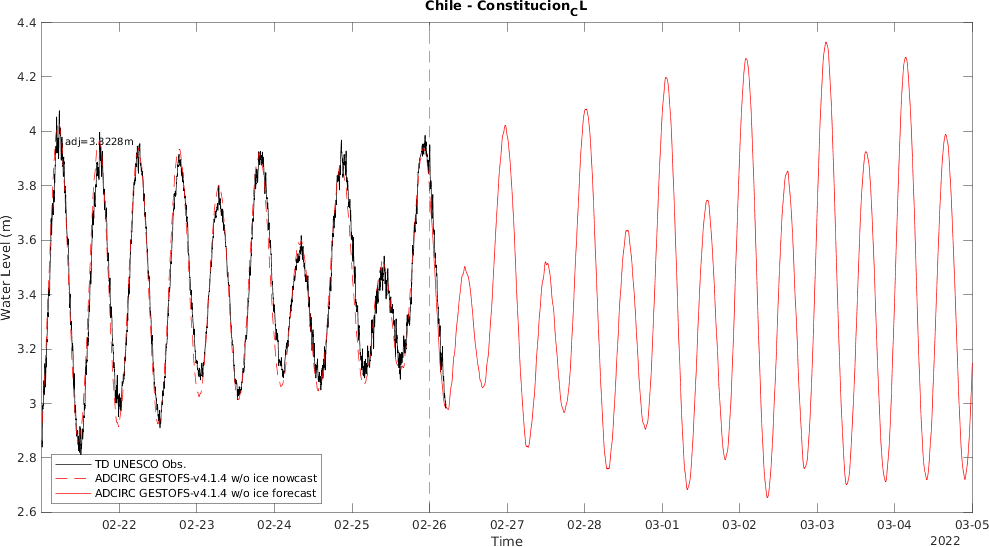 Chile - Constitucion_CL
4.4
4.2
4
3.8
3.6
3.4
3.2
3
2.8
2.6
Water Level (m)
adj=3.3228m
TD UNESCO Obs.
ADCIRC GESTOFS-v4.1.4 w/o ice nowcast
ADCIRC GESTOFS-v4.1.4 w/o ice forecast
02-22 02-23 02-24 02-25 02-26 02-27 02-28 03-01 03-02 03-03 03-04 03-05
Time
2022